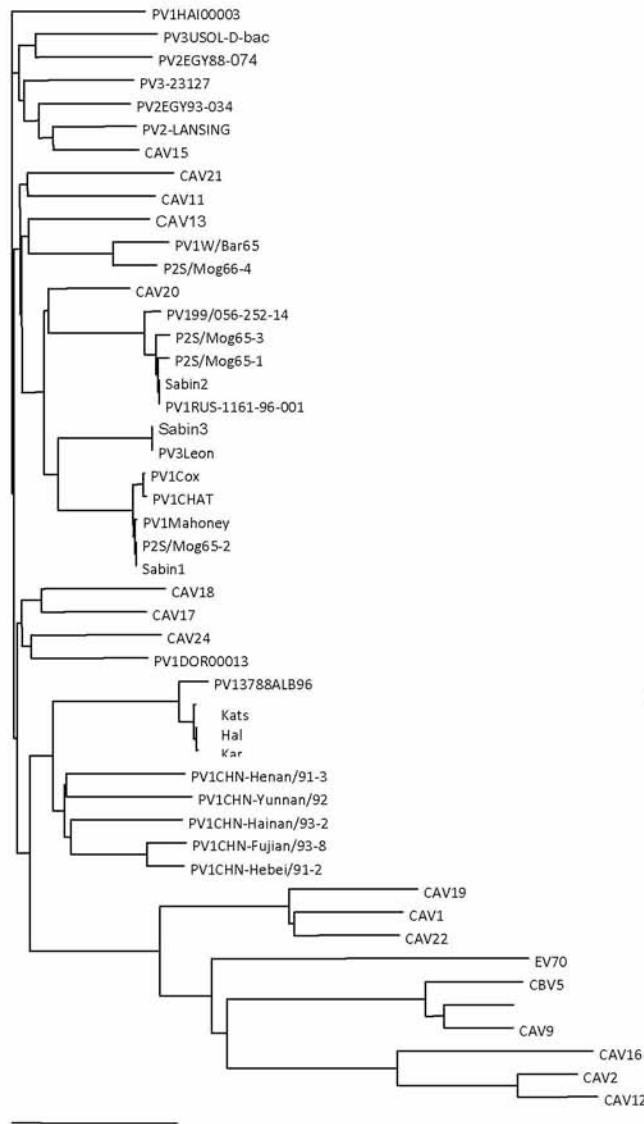 PV1HAI00003
PV3USOL-D-bac
PV2EGY88-074
PV3-23127
PV2EGY93-034
PV2-LANSING
CAV15
CAV21
CAV11
CAV13
PV1W/Bar65
P2S/Mog66-4
CAV20
PV199/056-252-14
P2S/Mog65-3
P2S/Mog65-1
Sabin2
PV1RUS-1161-96-001
Sabin3
PV3Leon
PV1Cox
PV1CHAT
PV1Mahoney
P2S/Mog65-2
Sabin1
CAV18
CAV17
CAV24
PV1DOR00013
PV13788ALB96
Kats
Hal
Kar
PV1CHN-Henan/91-3
PV1CHN-Yunnan/92
PV1CHN-Hainan/93-2
PV1CHN-Fujian/93-8
PV1CHN-Hebei/91-2
CAV19
CAV1
CAV22
EV70
CBV5
CAV9
CAV16
CAV2
CAV12